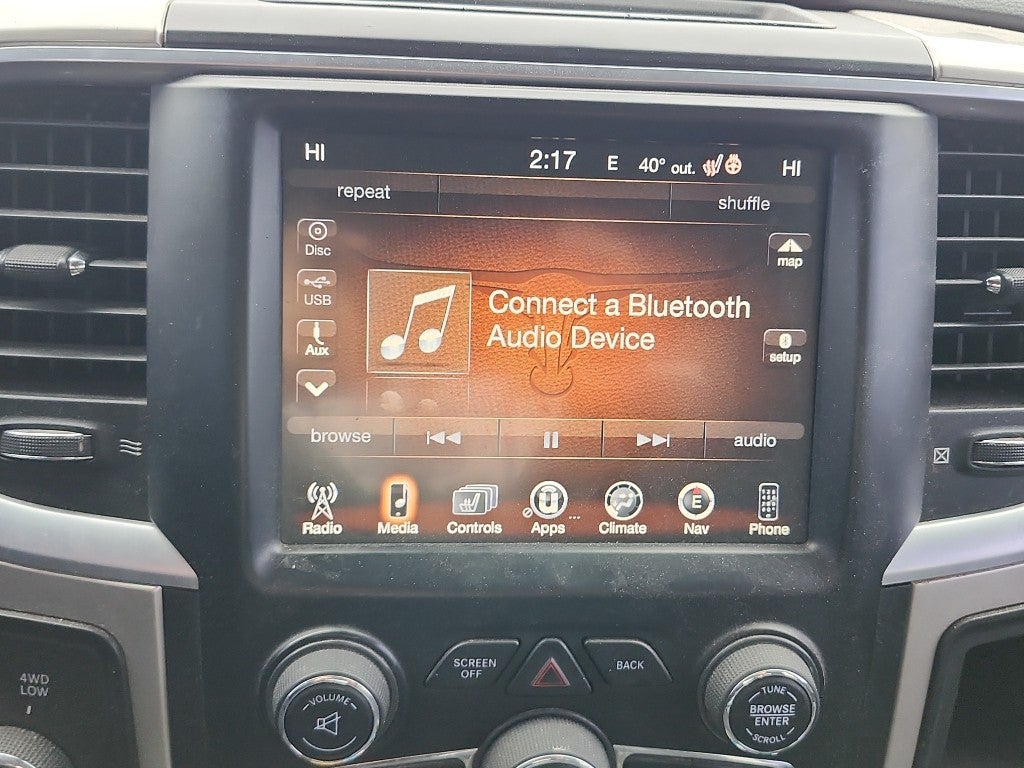 HI 2:17 E 40° out. HI
repeat shuffle
Disc
map
USB
Connect a Bluetooth
Audio Device
Aux
setup
browse audio
Radio Media Controls Apps ... Climate E Nav Phone
4WD
LOW
VOLUME
SCREEN
OFF
BACK
TUNE
BROWSE
ENTER
SCROLL